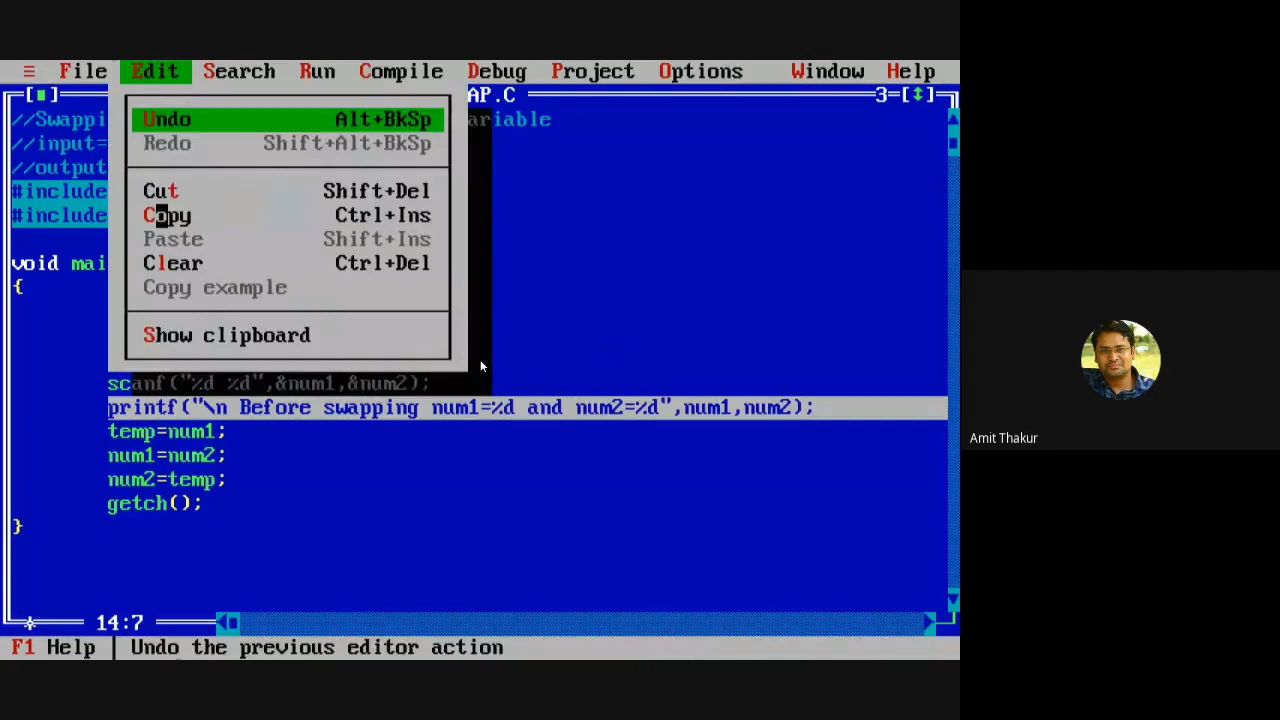 ≡ File Edit Search Run Compile Debug Project Options Window Help
[■] AP.C 3=[↕]
//Swappi ariable
Undo Alt+BkSp
//input=
Redo Shift+Alt+BkSp
//output
#include
Cut Shift+Del
#include
Copy Ctrl+Ins
Paste Shift+Ins
void mai
Clear Ctrl+Del
{
Copy example
Show clipboard
scanf("%d %d",&num1,&num2);
printf("\n Before swapping num1=%d and num2=%d",num1,num2);
temp=num1;
num1=num2;
num2=temp;
getch();
}
14:7
F1 Help | Undo the previous editor action
Amit Thakur